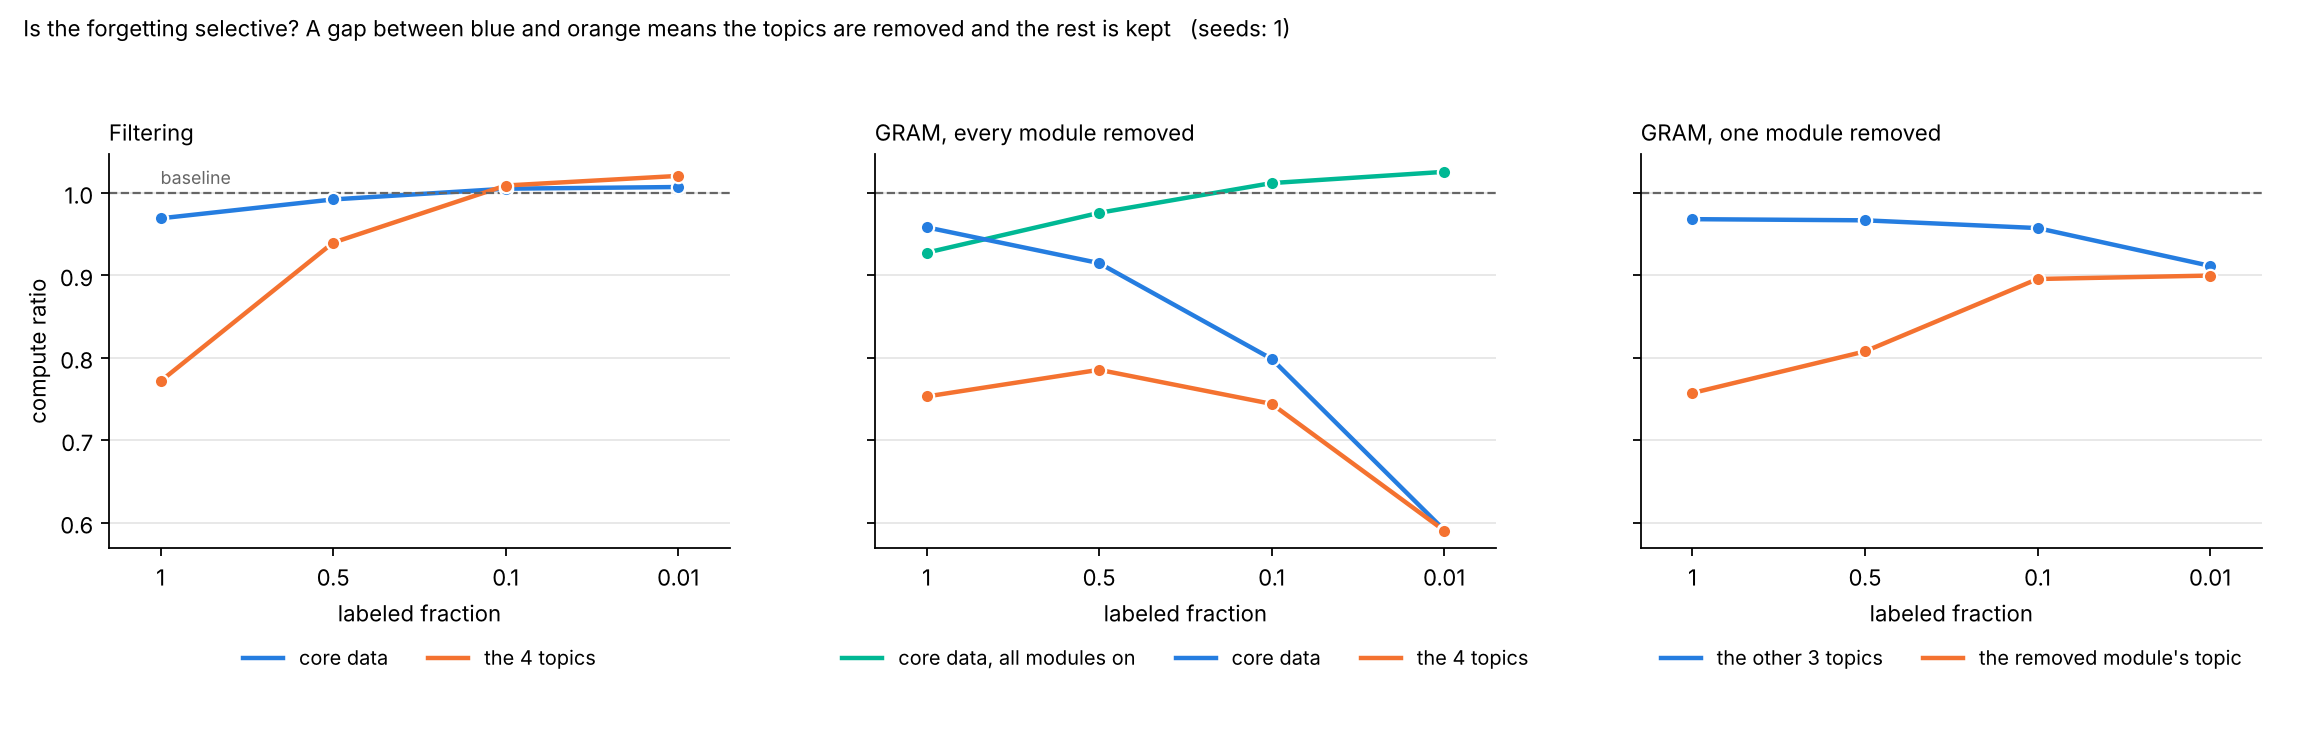 Is the forgetting selective? A gap between blue and orange means the topics are removed and the rest is kept (seeds: 1)
Filtering
baseline
compute ratio
1.0
0.9
0.8
0.7
0.6
1 0.5 0.1 0.01
labeled fraction
core data the 4 topics
GRAM, every module removed
1 0.5 0.1 0.01
labeled fraction
core data, all modules on core data the 4 topics
GRAM, one module removed
1 0.5 0.1 0.01
labeled fraction
the other 3 topics the removed module's topic